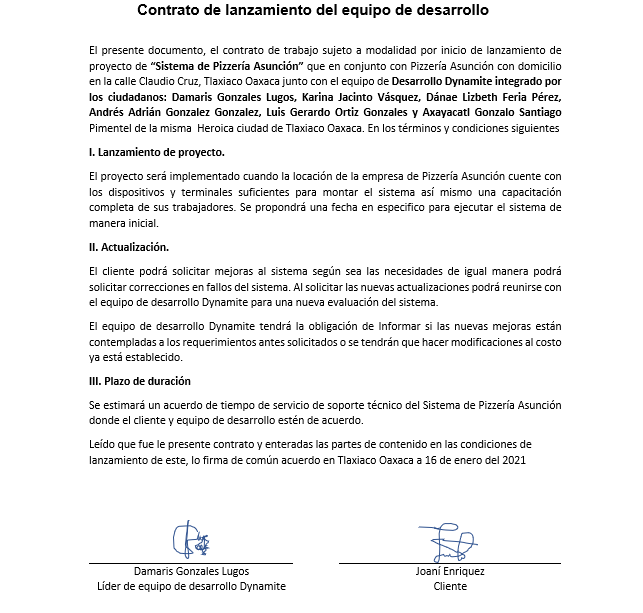 Contrato de lanzamiento del equipo de desarrollo
El presente documento, el contrato de trabajo sujeto a modalidad por inicio de lanzamiento de
proyecto de “Sistema de Pizzería Asunción” que en conjunto con Pizzería Asunción con domicilio
en la calle Claudio Cruz, Tlaxiaco Oaxaca junto con el equipo de Desarrollo Dynamite integrado por
los ciudadanos: Damaris Gonzales Lugos, Karina Jacinto Vásquez, Dánae Lizbeth Feria Pérez,
Andrés Adrián Gonzalez Gonzalez, Luis Gerardo Ortiz Gonzales y Axayacatl Gonzalo Santiago
Pimentel de la misma Heroica ciudad de Tlaxiaco Oaxaca. En los términos y condiciones siguientes
I. Lanzamiento de proyecto.
El proyecto será implementado cuando la locación de la empresa de Pizzería Asunción cuente con
los dispositivos y terminales suficientes para montar el sistema así mismo una capacitación
completa de sus trabajadores. Se propondrá una fecha en especifico para ejecutar el sistema de
manera inicial.
II. Actualización.
El cliente podrá solicitar mejoras al sistema según sea las necesidades de igual manera podrá
solicitar correcciones en fallos del sistema. Al solicitar las nuevas actualizaciones podrá reunirse con
el equipo de desarrollo Dynamite para una nueva evaluación del sistema.
El equipo de desarrollo Dynamite tendrá la obligación de Informar si las nuevas mejoras están
contempladas a los requerimientos antes solicitados o se tendrán que hacer modificaciones al costo
ya está establecido.
III. Plazo de duración
Se estimará un acuerdo de tiempo de servicio de soporte técnico del Sistema de Pizzería Asunción
donde el cliente y equipo de desarrollo estén de acuerdo.
Leído que fue le presente contrato y enteradas las partes de contenido en las condiciones de
lanzamiento de este, lo firma de común acuerdo en Tlaxiaco Oaxaca a 16 de enero del 2021
Damaris Gonzales Lugos
Líder de equipo de desarrollo Dynamite
Joaní Enriquez
Cliente